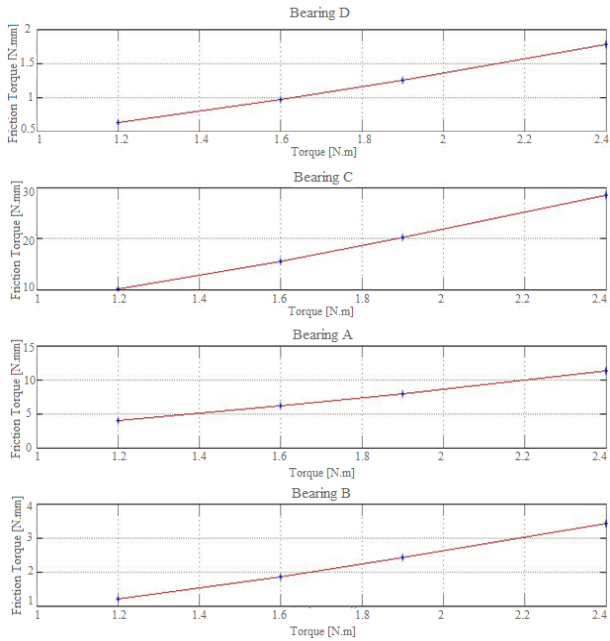 Bearing D
Friction Torque [N.mm]
2
1.5
1
0.5
1 1.2 1.4 1.6 1.8 2 2.2 2.4
Torque [N.m]
Bearing C
Friction Torque [N.mm]
30
20
10
1 1.2 1.4 1.6 1.8 2 2.2 2.4
Torque [N.m]
Bearing A
Friction Torque [N.mm]
15
10
5
0
1 1.2 1.4 1.6 1.8 2 2.2 2.4
Torque [N.m]
Bearing B
Friction Torque [N.mm]
4
3
2
1
1 1.2 1.4 1.6 1.8 2 2.2 2.4
Torque [N.m]